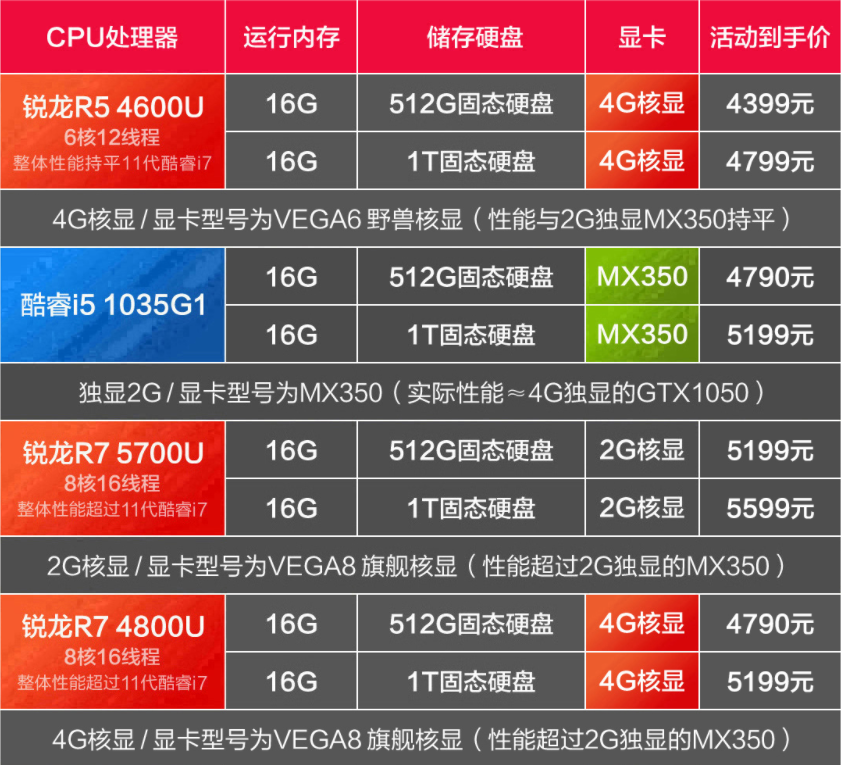 CPU处理器 运行内存 储存硬盘 显卡 活动到手价
锐龙R5 4600U
6核12线程
整体性能持平11代酷睿i7
16G 512G固态硬盘 4G核显 4399元
16G 1T固态硬盘 4G核显 4799元
4G核显 / 显卡型号为VEGA6 野兽核显（性能与2G独显MX350持平）
酷睿i5 1035G1
16G 512G固态硬盘 MX350 4790元
16G 1T固态硬盘 MX350 5199元
独显2G / 显卡型号为MX350（实际性能≈4G独显的GTX1050）
锐龙R7 5700U
8核16线程
整体性能超过11代酷睿i7
16G 512G固态硬盘 2G核显 5199元
16G 1T固态硬盘 2G核显 5599元
2G核显 / 显卡型号为VEGA8 旗舰核显（性能超过2G独显的MX350）
锐龙R7 4800U
8核16线程
整体性能超过11代酷睿i7
16G 512G固态硬盘 4G核显 4790元
16G 1T固态硬盘 4G核显 5199元
4G核显 / 显卡型号为VEGA8 旗舰核显（性能超过2G独显的MX350）